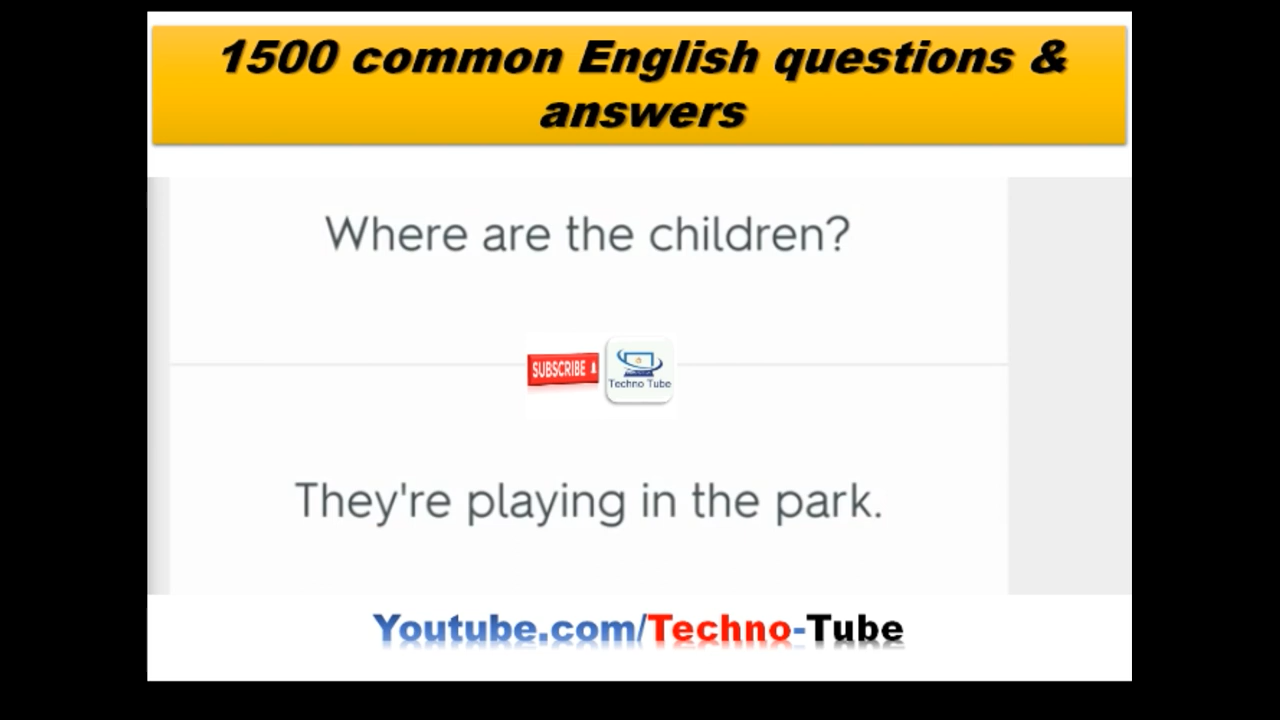 1500 common English questions &
answers
Where are the children?
SUBSCRIBE
Techno Tube
They're playing in the park.
Youtube.com/Techno-Tube